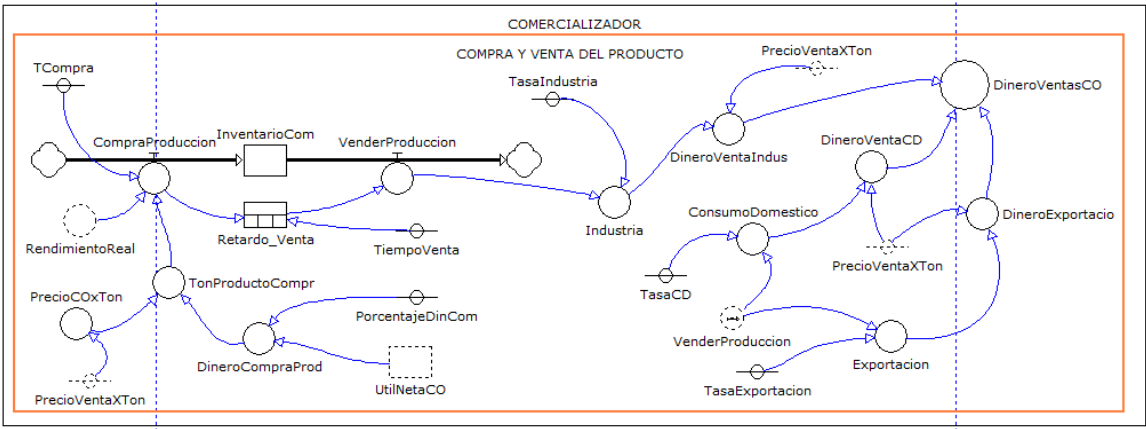 COMERCIALIZADOR
COMPRA Y VENTA DEL PRODUCTO
PrecioVentaXTon
TCompra
TasaIndustria
DineroVentasCO
CompraProduccion
InventarioCom
VenderProduccion
DineroVentaIndus
DineroVentaCD
RendimientoReal
Retardo_Venta
TiempoVenta
Industria
ConsumoDomestico
DineroExportacio
PrecioVentaXTon
TonProductoCompr
TasaCD
PrecioCOxTon
PorcentajeDinCom
VenderProduccion
DineroCompraProd
Exportacion
UtilNetaCO
TasaExportacion
PrecioVentaXTon